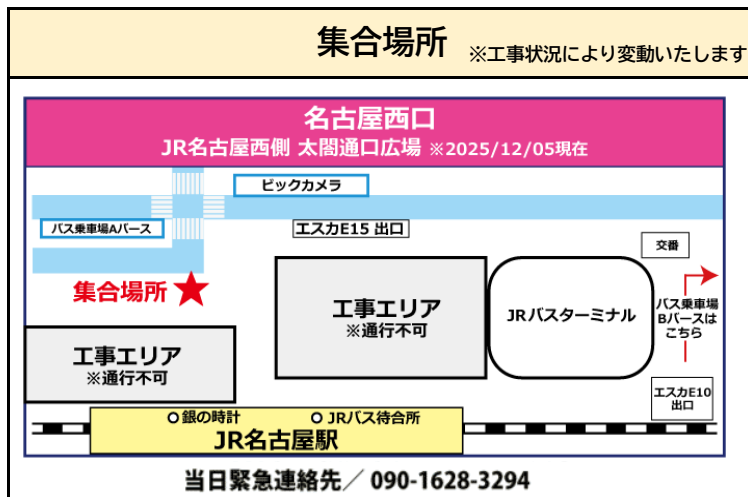 集合場所 ※工事状況により変動いたします
名古屋西口
JR名古屋西側 太閤通口広場 ※2025/12/05現在
ビックカメラ
バス乗車場Aバース
エスカE15 出口
交番
集合場所
工事エリア
※通行不可
JRバスターミナル
バス乗車場
Bバースは
こちら
工事エリア
※通行不可
エスカE10
出口
銀の時計
JRバス待合所
JR名古屋駅
当日緊急連絡先／ 090-1628-3294